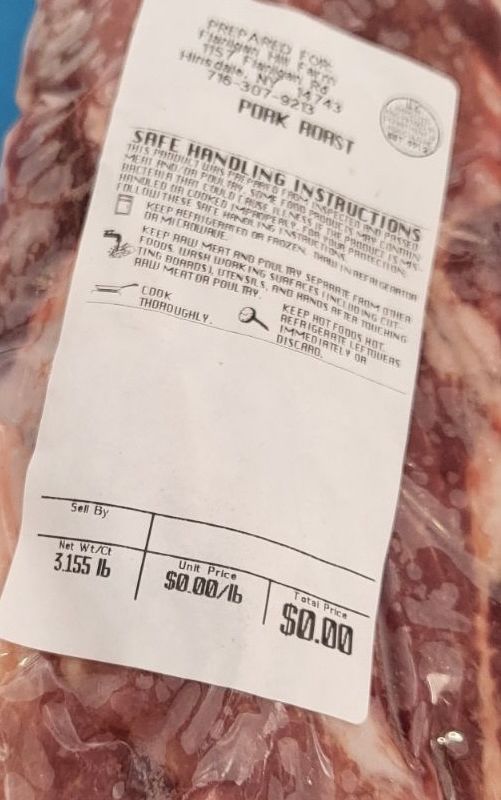 PREPARED FOR
Flanigan Hill Farm
1157 Flanigan Rd
Hinsdale, NY 14743
716-307-9213
PORK ROAST
SAFE HANDLING INSTRUCTIONS
THIS PRODUCT WAS PREPARED FROM INSPECTED AND PASSED
MEAT AND/OR POULTRY. SOME FOOD PRODUCTS MAY CONTAIN
BACTERIA THAT COULD CAUSE ILLNESS IF THE PRODUCT IS MIS-
HANDLED OR COOKED IMPROPERLY. FOR YOUR PROTECTION,
FOLLOW THESE SAFE HANDLING INSTRUCTIONS.
KEEP REFRIGERATED OR FROZEN. THAW IN REFRIGERATOR
OR MICROWAVE.
KEEP RAW MEAT AND POULTRY SEPARATE FROM OTHER
FOODS. WASH WORKING SURFACES (INCLUDING CUT-
TING BOARDS), UTENSILS, AND HANDS AFTER TOUCHING
RAW MEAT OR POULTRY.
COOK
THOROUGHLY.
KEEP HOT FOODS HOT.
REFRIGERATE LEFTOVERS
IMMEDIATELY OR
DISCARD.
Sell By
Net Wt/Ct
3.155 lb
Unit Price
$0.00/lb
Total Price
$0.00